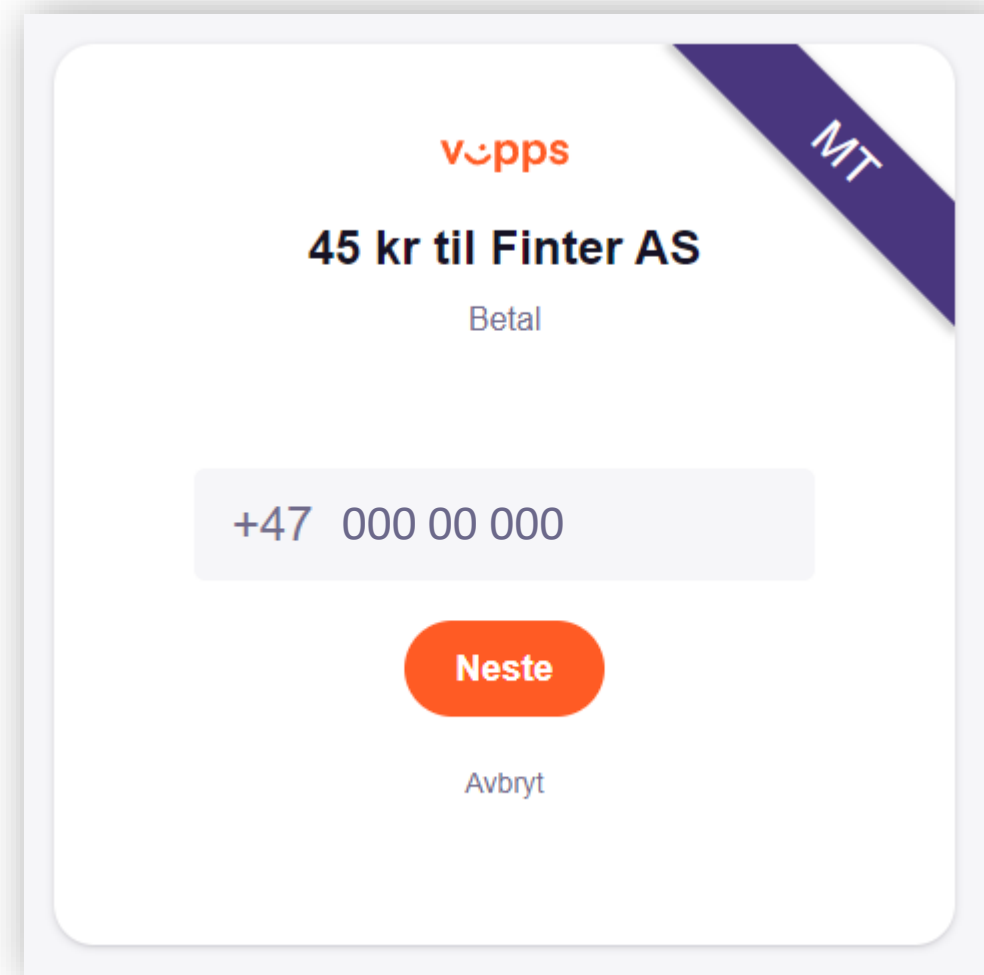 MT
vipps
45 kr til Finter AS
Betal
+47 000 00 000
Neste
Avbryt